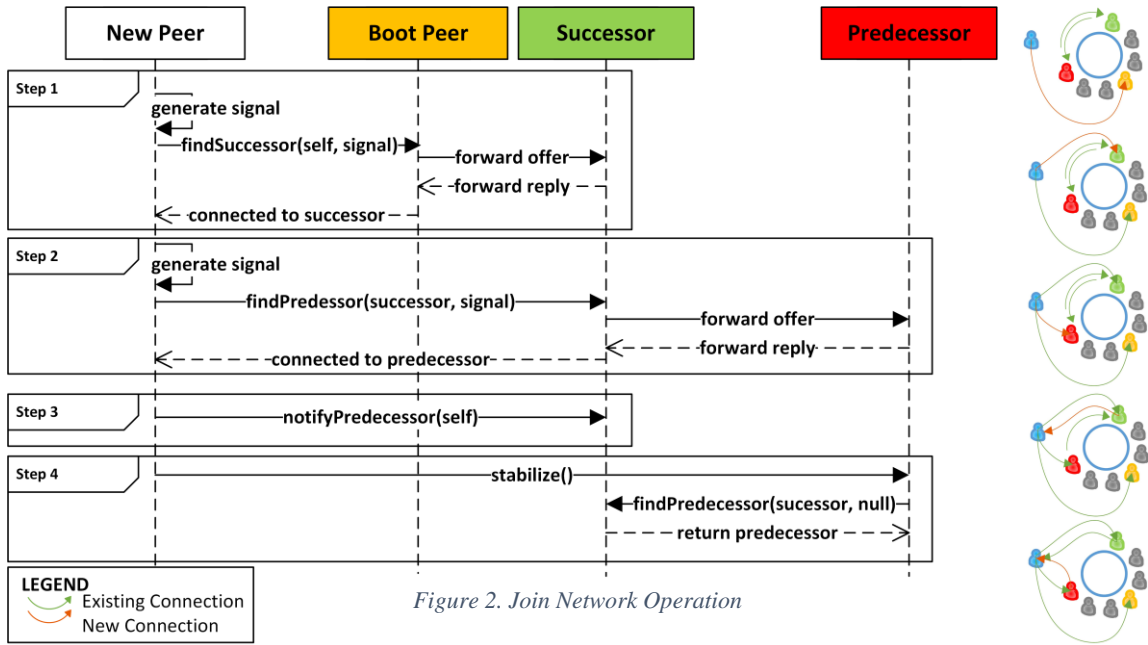 New Peer
Boot Peer
Successor
Predecessor
Step 1
generate signal
findSuccessor(self, signal)
forward offer
forward reply
connected to successor
Step 2
generate signal
findPredessor(successor, signal)
forward offer
forward reply
connected to predecessor
Step 3
notifyPredecessor(self)
Step 4
stabilize()
findPredecessor(sucessor, null)
return predecessor
LEGEND
Existing Connection
New Connection
Figure 2. Join Network Operation